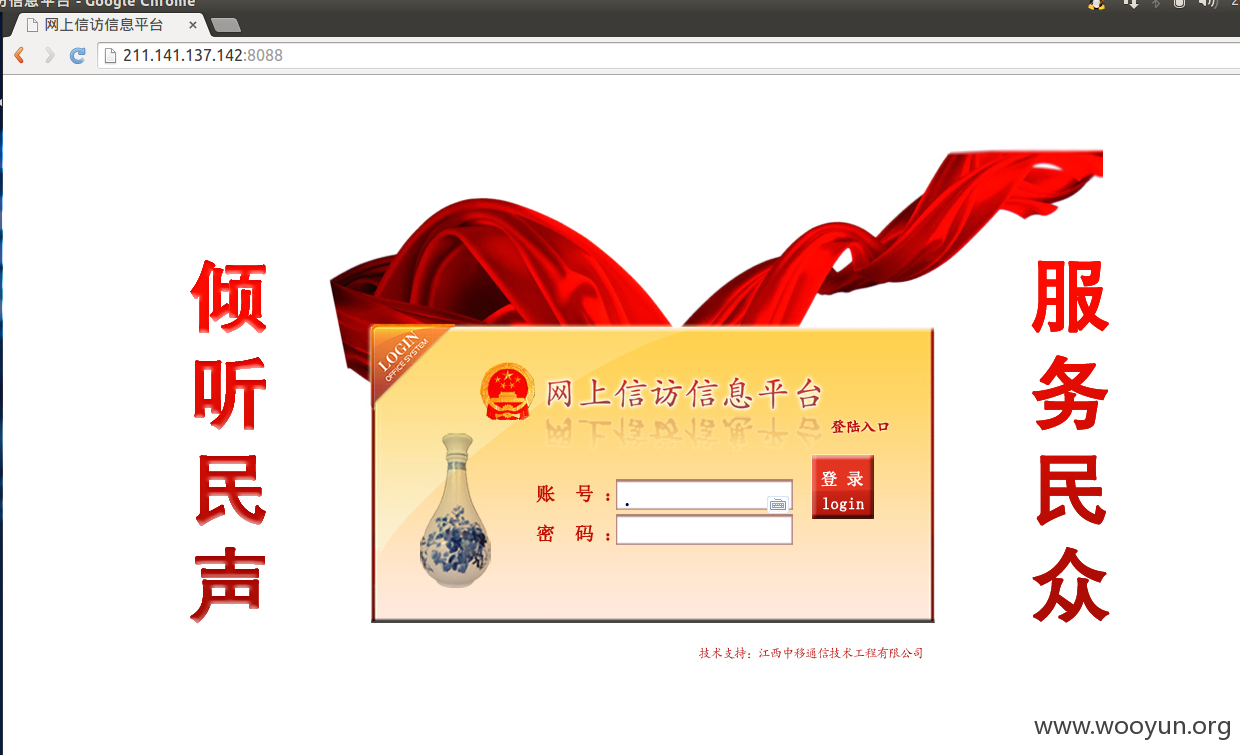 访信息平台 - Google Chrome
网上信访信息平台
211.141.137.142:8088
倾听民声
服务民众
LOGIN
OFFICE SYSTEM
网上信访信息平台
登陆入口
账 号 :
密 码 :
登 录
login
技术支持：江西中移通信技术工程有限公司
www.wooyun.org